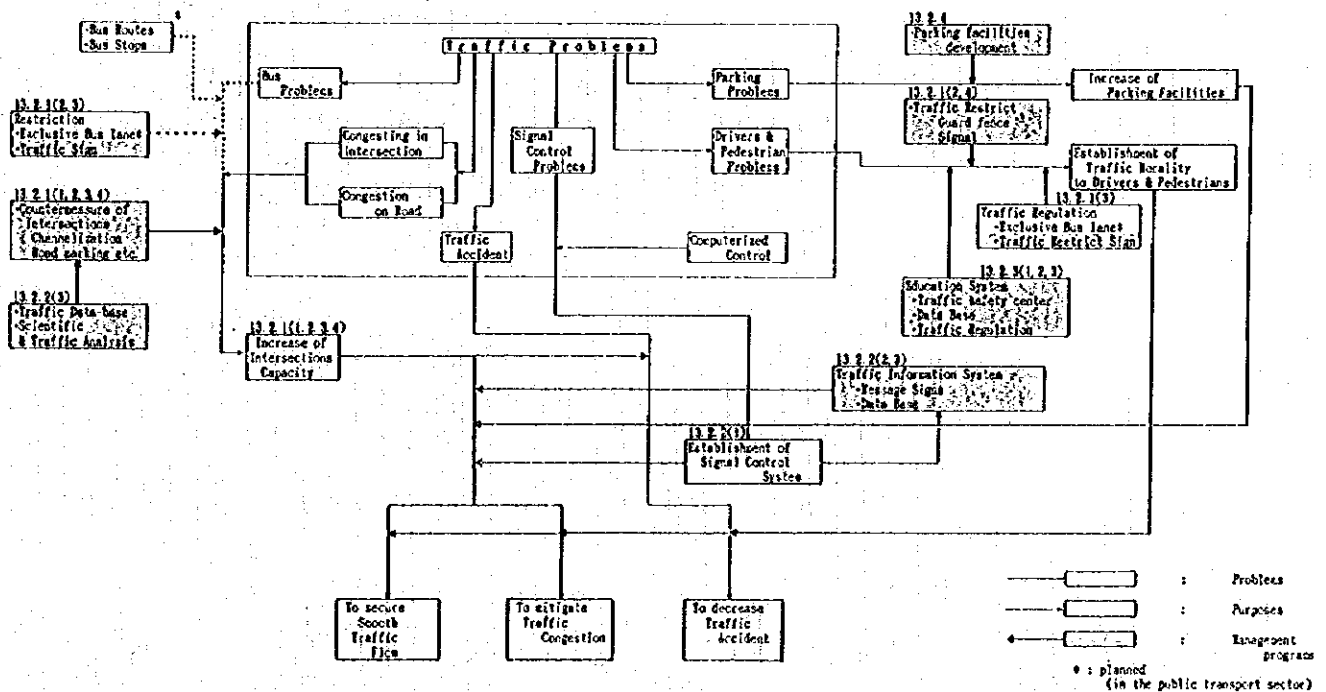 *
・Bus Routes
・Bus Stops
Traffic Problems
Bus
Problems
Parking
Problem
13.2.4
Parking facilities
development
Increase of
Parking Facilities
13.2.1(2,3)
Restriction
・Exclusive Bus lanes
・Traffic Sign
Congesting in
intersection
Congestion
on Road
Signal
Control
Problems
Drivers &
Pedestrian
Problems
13.2.1(2,4)
・Traffic Restrict
Guard fence
Signal
Establishment of
Traffic Morality
to Drivers & Pedestrians
13.2.1(1,2,3,4)
・Countermeasure of
Intersections
Channelization
Road marking etc.
Traffic
Accident
Computerized
Control
13.2.1(3)
Traffic Regulation
・Exclusive Bus lanes
・Traffic Restrict Sign
13.2.2(3)
・Traffic Data-base
・Scientific
& Traffic Analysis
13.2.3(1,2,3)
Education System
・Traffic Safety center
・Data Base
・Traffic Regulation
13.2.1(1,2,3,4)
Increase of
Intersections
Capacity
13.2.2(2,3)
Traffic Information System
・Message Signs
・Data Base
13.2.2(1)
Establishment of
Signal Control
System
To secure
Smooth
Traffic
Flow
To mitigate
Traffic
Congestion
To decrease
Traffic
Accident
: Problems
: Purposes
: Management
program
* : planned
(in the public transport sector)